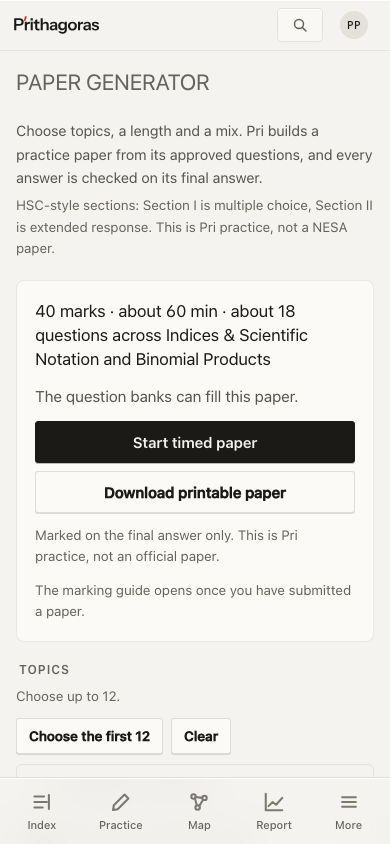 Prithagoras
PP
PAPER GENERATOR
Choose topics, a length and a mix. Pri builds a
practice paper from its approved questions, and every
answer is checked on its final answer.
HSC-style sections: Section I is multiple choice, Section II
is extended response. This is Pri practice, not a NESA
paper.
40 marks · about 60 min · about 18
questions across Indices & Scientific
Notation and Binomial Products
The question banks can fill this paper.
Start timed paper
Download printable paper
Marked on the final answer only. This is Pri
practice, not an official paper.
The marking guide opens once you have submitted
a paper.
TOPICS
Choose up to 12.
Choose the first 12 Clear
Index Practice Map Report More